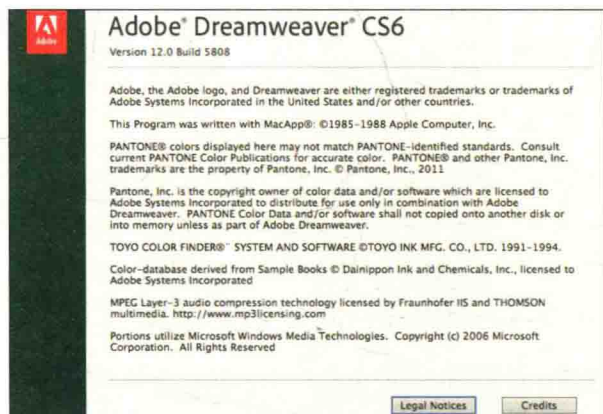 Adobe
Adobe® Dreamweaver® CS6
Version 12.0 Build 5808
Adobe, the Adobe logo, and Dreamweaver are either registered trademarks or trademarks of
Adobe Systems Incorporated in the United States and/or other countries.
This Program was written with MacApp®: ©1985-1988 Apple Computer, Inc.
PANTONE® colors displayed here may not match PANTONE-identified standards. Consult
current PANTONE Color Publications for accurate color. PANTONE® and other Pantone, Inc.
trademarks are the property of Pantone, Inc. © Pantone, Inc., 2011
Pantone, Inc. is the copyright owner of color data and/or software which are licensed to
Adobe Systems Incorporated to distribute for use only in combination with Adobe
Dreamweaver. PANTONE Color Data and/or software shall not copied onto another disk or
into memory unless as part of Adobe Dreamweaver.
TOYO COLOR FINDER®™ SYSTEM AND SOFTWARE ©TOYO INK MFG. CO., LTD. 1991-1994.
Color-database derived from Sample Books © Dainippon Ink and Chemicals, Inc., licensed to
Adobe Systems Incorporated
MPEG Layer-3 audio compression technology licensed by Fraunhofer IIS and THOMSON
multimedia. http://www.mp3licensing.com
Portions utilize Microsoft Windows Media Technologies. Copyright (c) 2006 Microsoft
Corporation. All Rights Reserved
Legal Notices Credits